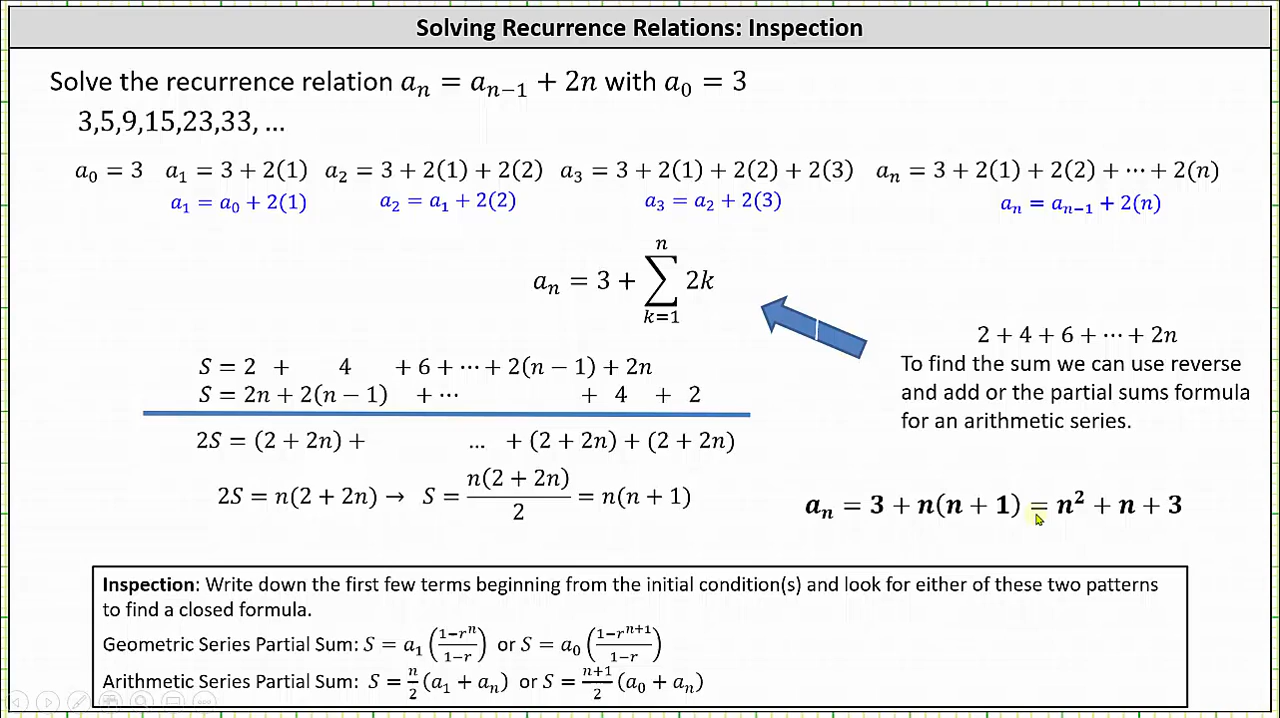 Solving Recurrence Relations: Inspection
Solve the recurrence relation aₙ = aₙ₋₁ + 2n with a₀ = 3
3,5,9,15,23,33, ...
a₀ = 3 a₁ = 3 + 2(1) a₂ = 3 + 2(1) + 2(2) a₃ = 3 + 2(1) + 2(2) + 2(3) aₙ = 3 + 2(1) + 2(2) + ⋯ + 2(n)
a₁ = a₀ + 2(1) a₂ = a₁ + 2(2) a₃ = a₂ + 2(3) aₙ = aₙ₋₁ + 2(n)
aₙ = 3 + ∑ₖ₌₁ⁿ 2k
2 + 4 + 6 + ⋯ + 2n
To find the sum we can use reverse
and add or the partial sums formula
for an arithmetic series.
S = 2 + 4 + 6 + ⋯ + 2(n − 1) + 2n
S = 2n + 2(n − 1) + ⋯ + 4 + 2
2S = (2 + 2n) + ... + (2 + 2n) + (2 + 2n)
2S = n(2 + 2n) → S = n(2 + 2n)/2 = n(n + 1)
aₙ = 3 + n(n + 1) = n² + n + 3
Inspection: Write down the first few terms beginning from the initial condition(s) and look for either of these two patterns
to find a closed formula.
Geometric Series Partial Sum: S = a₁ ((1−rⁿ)/(1−r)) or S = a₀ ((1−rⁿ⁺¹)/(1−r))
Arithmetic Series Partial Sum: S = n/2 (a₁ + aₙ) or S = (n+1)/2 (a₀ + aₙ)